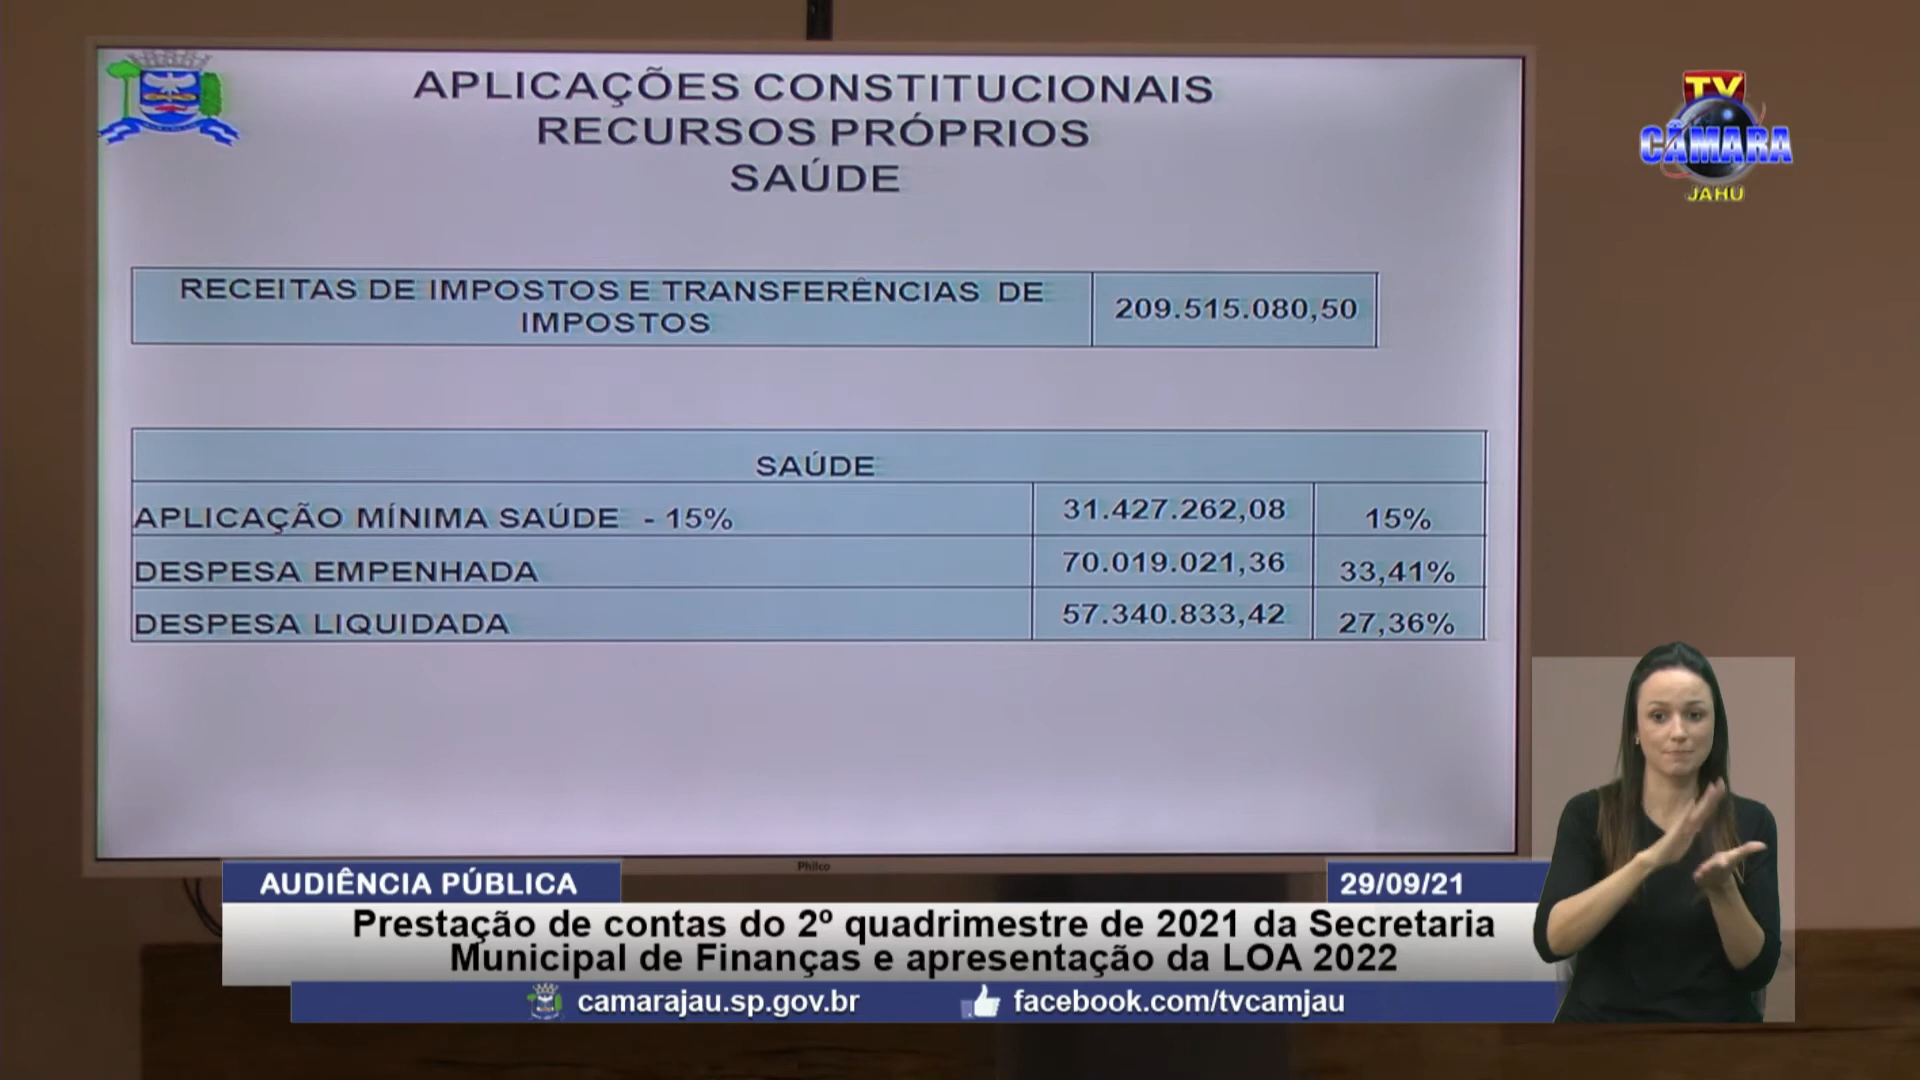 APLICAÇÕES CONSTITUCIONAIS
RECURSOS PRÓPRIOS
SAÚDE
TV
CÂMARA
JAHU
RECEITAS DE IMPOSTOS E TRANSFERÊNCIAS DE
IMPOSTOS
209.515.080,50
SAÚDE
APLICAÇÃO MÍNIMA SAÚDE - 15% 31.427.262,08 15%
DESPESA EMPENHADA 70.019.021,36 33,41%
DESPESA LIQUIDADA 57.340.833,42 27,36%
Philco
AUDIÊNCIA PÚBLICA 29/09/21
Prestação de contas do 2º quadrimestre de 2021 da Secretaria
Municipal de Finanças e apresentação da LOA 2022
camarajau.sp.gov.br facebook.com/tvcamjau